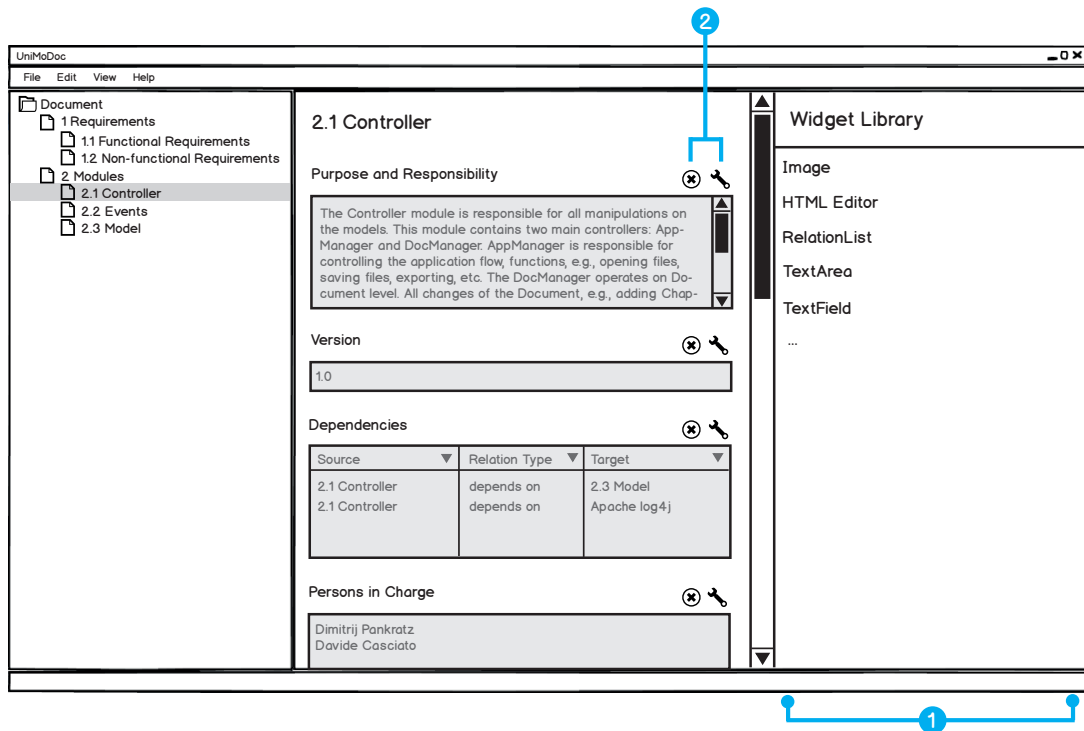 2
UniMoDoc
File Edit View Help
Document
1 Requirements
1.1 Functional Requirements
1.2 Non-functional Requirements
2 Modules
2.1 Controller
2.2 Events
2.3 Model
2.1 Controller
Purpose and Responsibility
The Controller module is responsible for all manipulations on
the models. This module contains two main controllers: App-
Manager and DocManager. AppManager is responsible for
controlling the application flow, functions, e.g., opening files,
saving files, exporting, etc. The DocManager operates on Do-
cument level. All changes of the Document, e.g., adding Chap-
Version
1.0
Dependencies
Source Relation Type Target
2.1 Controller depends on 2.3 Model
2.1 Controller depends on Apache log4j
Persons in Charge
Dimitrij Pankratz
Davide Casciato
Widget Library
Image
HTML Editor
RelationList
TextArea
TextField
...
1